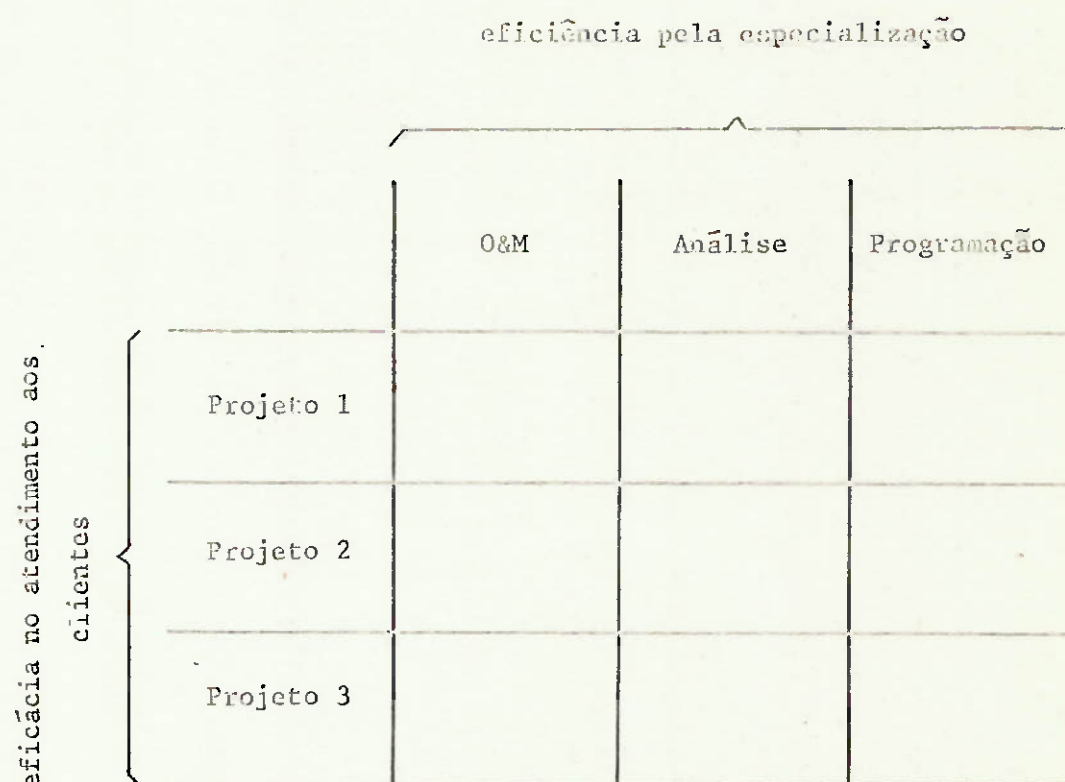 eficiência pela especialização
O&M Análise Programação
Projeto 1
Projeto 2
Projeto 3
eficácia no atendimento aos
clientes